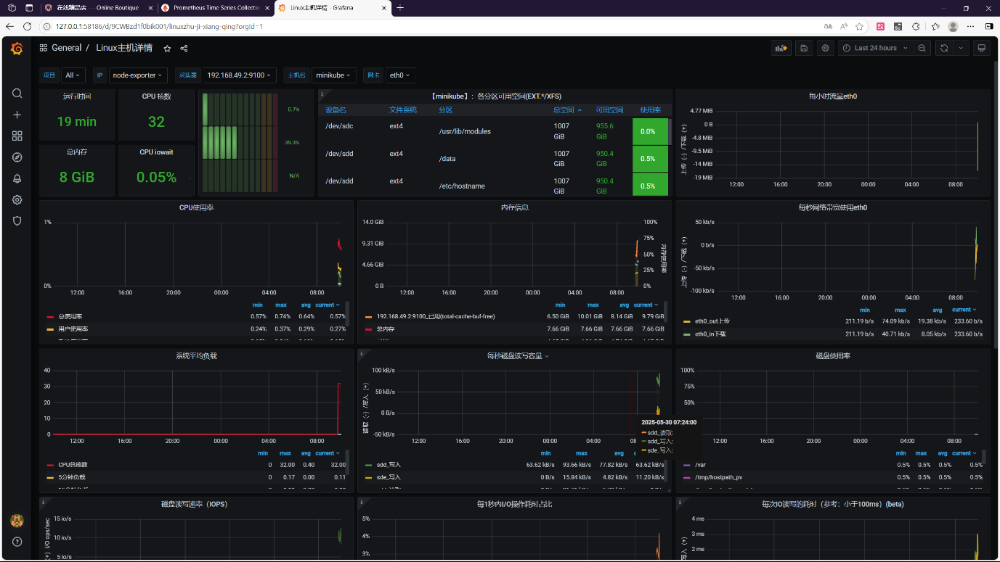 在线精品店 — Online Boutique
Prometheus Time Series Collectio
Linux主机详情 - Grafana
127.0.0.1:58186/d/9CWBzd1f0bik001/linuxzhu-ji-xiang-qing?orgId=1
General / Linux主机详情
Last 24 hours
项目 All IP node-exporter 采集器 192.168.49.2:9100 主机名 minikube 网卡 eth0
运行时间
19 min
CPU 核数
32
总内存
8 GiB
CPU iowait
0.05%
0.7%
39.3%
N/A
【minikube】：各分区可用空间(EXT.*/XFS)
设备名 文件系统 分区 总空间 可用空间 使用率
/dev/sdc ext4 /usr/lib/modules 1007 GiB 955.6 GiB 0.0%
/dev/sdd ext4 /data 1007 GiB 950.4 GiB 0.5%
/dev/sdd ext4 /etc/hostname 1007 GiB 950.4 GiB 0.5%
每小时流量eth0
上传（-）/下载（+）
4.77 MiB
0 B
-4.8 MiB
-9.5 MiB
-14 MiB
-19 MiB
12:00 16:00 20:00 00:00 04:00 08:00
CPU使用率
1%
0%
12:00 16:00 20:00 00:00 04:00 08:00
min max avg current
总使用率 0.57% 0.74% 0.64% 0.57%
用户使用率 0.24% 0.37% 0.29% 0.27%
内存信息
14.0 GiB
9.31 GiB
4.66 GiB
0 B
100%
75%
50%
25%
0%
内存使用率
12:00 16:00 20:00 00:00 04:00 08:00
min max avg current
192.168.49.2:9100_已用(total-cache-buf-free) 6.50 GiB 10.01 GiB 8.14 GiB 9.79 GiB
总内存 7.66 GiB 7.66 GiB 7.66 GiB 7.66 GiB
每秒网络带宽使用eth0
上传（-）/下载（+）
50 kb/s
0 b/s
-50 kb/s
-100 kb/s
12:00 16:00 20:00 00:00 04:00 08:00
min max avg current
eth0_out上传 211.19 b/s 74.09 kb/s 19.38 kb/s 233.60 b/s
eth0_in下载 211.19 b/s 40.71 kb/s 8.05 kb/s 233.60 b/s
系统平均负载
40
30
20
10
0
12:00 16:00 20:00 00:00 04:00 08:00
min max avg current
CPU总核数 0 32.00 0.40 32.00
5分钟负载 0 0.17 0.00 0.11
每秒磁盘读写容量
读取（-）/写入（+）
100 kB/s
50 kB/s
0 B/s
-50 kB/s
12:00 16:00 20:00 00:00 04:00
2025-05-30 07:24:00
sdd_读取:
sdd_写入:
sde_写入:
min max avg current
sdd_写入 63.62 kB/s 93.66 kB/s 77.82 kB/s 63.62 kB/s
sde_写入 0 B/s 15.84 kB/s 4.82 kB/s 11.20 kB/s
磁盘使用率
100%
75%
50%
12:00 16:00 20:00 00:00 04:00 08:00
min max avg current
/var 0.5% 0.5% 0.5% 0.5%
/tmp/hostpath_pv 0.5% 0.5% 0.5% 0.5%
磁盘读写速率（IOPS）
（+）I/O ops/sec
15 io/s
10 io/s
5 io/s
每1秒内I/O操作耗时占比
5%
4%
3%
每次IO读写的耗时（参考：小于100ms）(beta)
写入（+）
4 ms
3 ms
2 ms